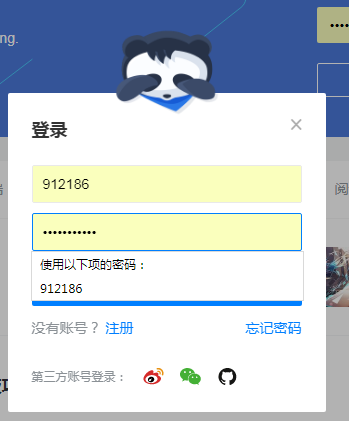 ng.
登录
912186
使用以下项的密码：
912186
没有账号？ 注册 忘记密码
阅
第三方账号登录：